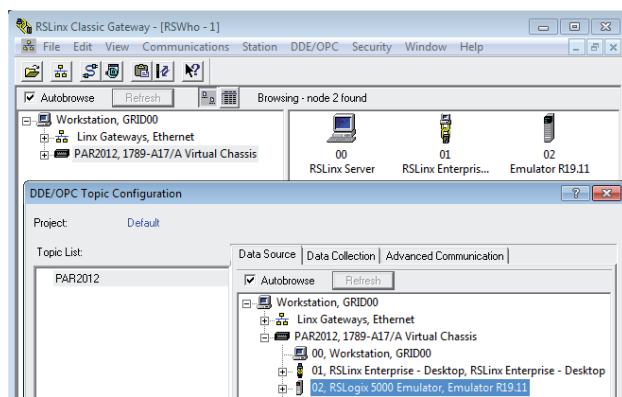 RSLinx Classic Gateway - [RSWho - 1]
File Edit View Communications Station DDE/OPC Security Window Help
Autobrowse Refresh Browsing - node 2 found
Workstation, GRID00
Linx Gateways, Ethernet
PAR2012, 1789-A17/A Virtual Chassis
00 01 02
RSLinx Server RSLinx Enterpris... Emulator R19.11
DDE/OPC Topic Configuration
Project: Default
Topic List:
PAR2012
Data Source Data Collection Advanced Communication
Autobrowse Refresh
Workstation, GRID00
Linx Gateways, Ethernet
PAR2012, 1789-A17/A Virtual Chassis
00, Workstation, GRID00
01, RSLinx Enterprise - Desktop, RSLinx Enterprise - Desktop
02, RSLogix 5000 Emulator, Emulator R19.11